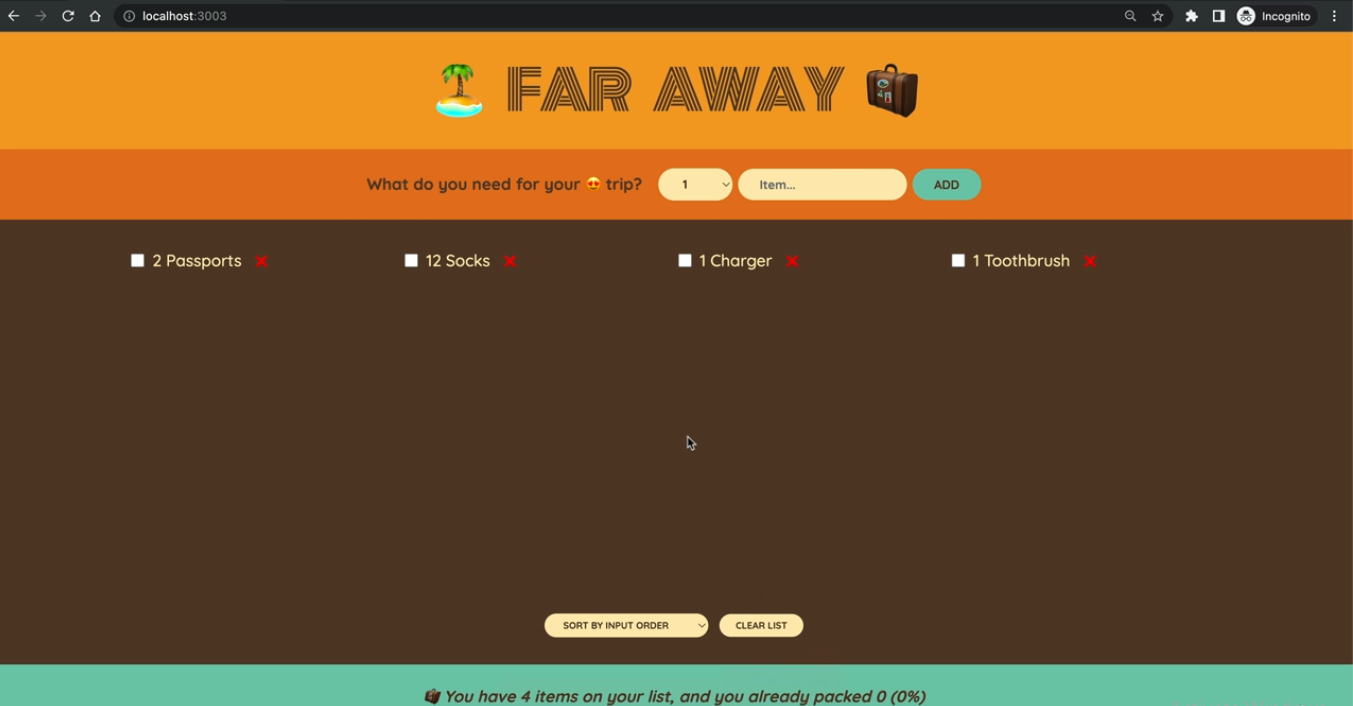 localhost:3003
Incognito
FAR AWAY
What do you need for your 😍 trip?
1
Item...
ADD
2 Passports ❌
12 Socks ❌
1 Charger ❌
1 Toothbrush ❌
SORT BY INPUT ORDER
CLEAR LIST
You have 4 items on your list, and you already packed 0 (0%)